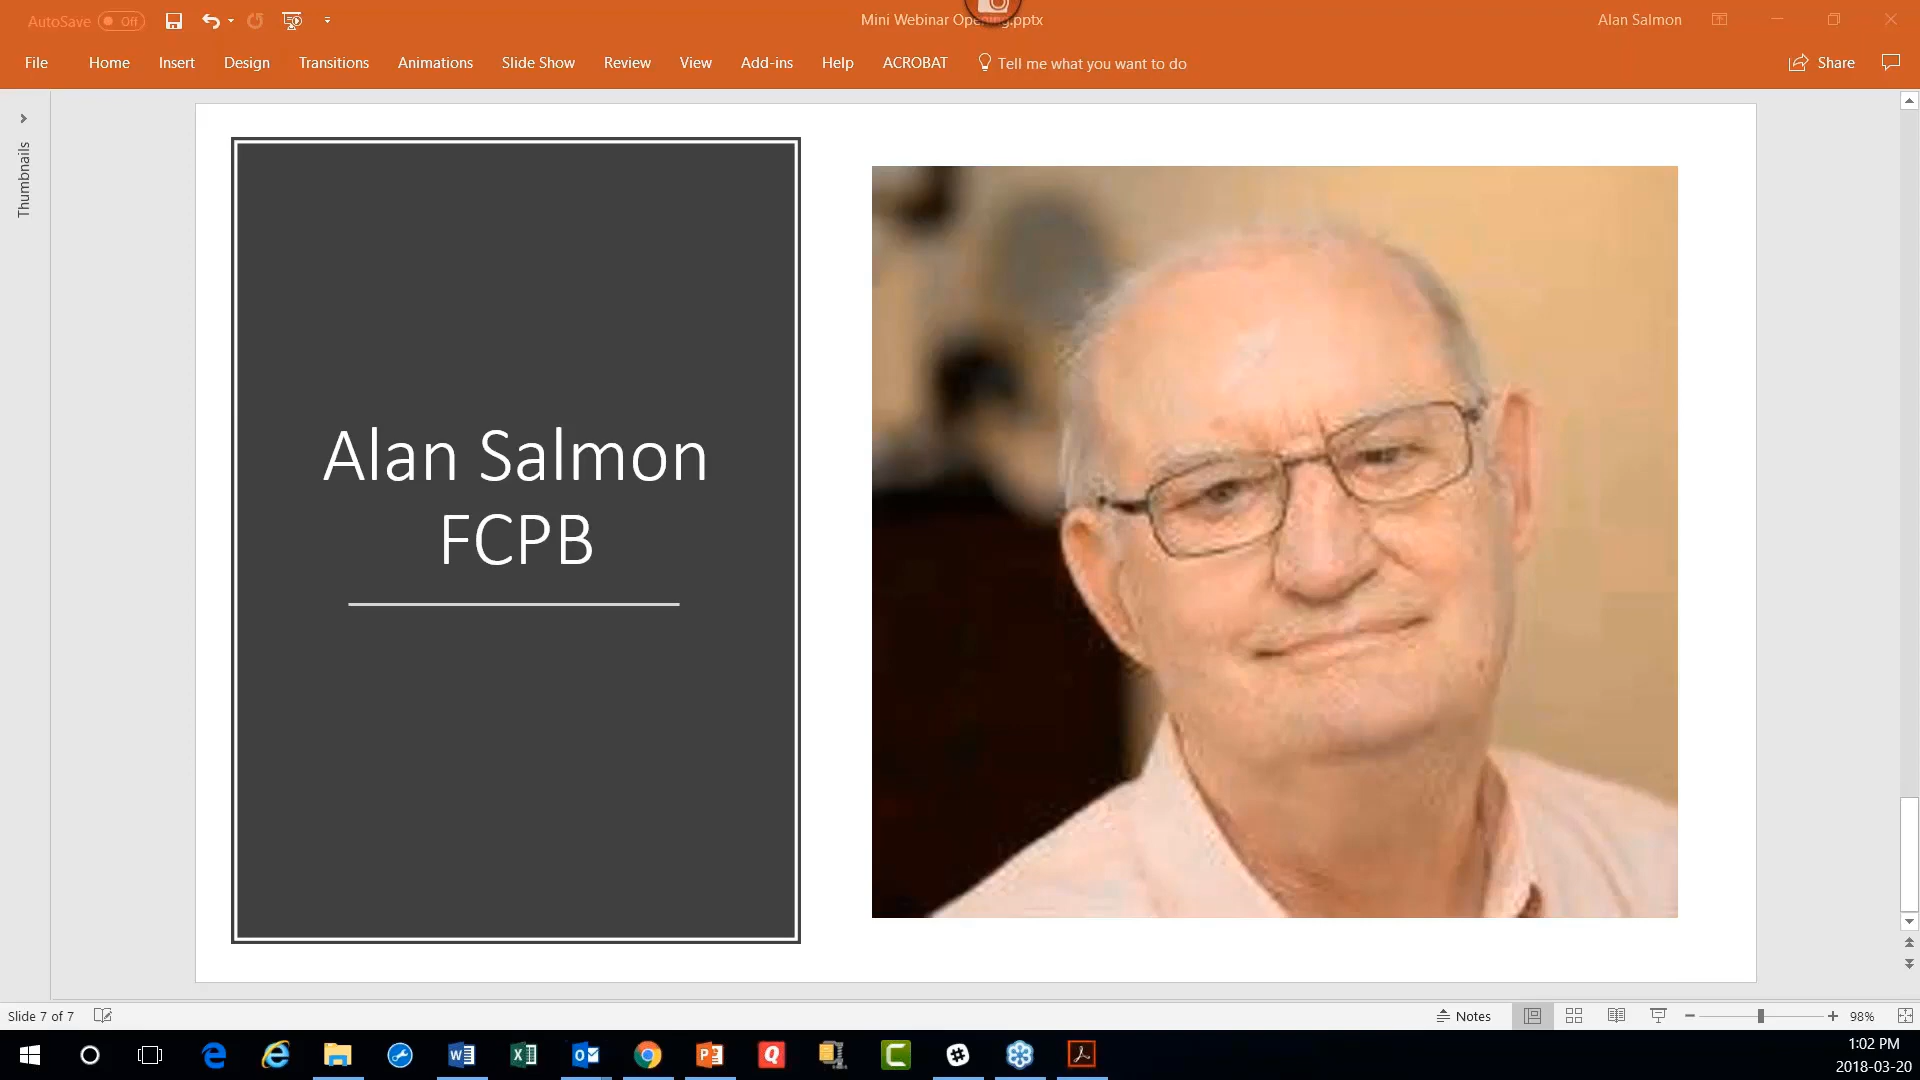 AutoSave Off
Mini Webinar Opening.pptx
Alan Salmon
File Home Insert Design Transitions Animations Slide Show Review View Add-ins Help ACROBAT Tell me what you want to do
Share
Thumbnails
Alan Salmon
FCPB
Slide 7 of 7
Notes
98%
1:02 PM
2018-03-20